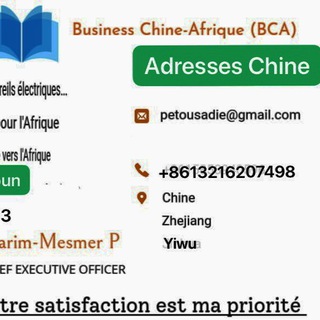 Business Chine-Afrique (BCA)
Adresses Chine
reils électriques...
petousadie@gmail.com
our l'Afrique
vers l'Afrique
oun
+8613216207498
Chine
3
Zhejiang
arim-Mesmer P
Yiwu
EF EXECUTIVE OFFICER
tre satisfaction est ma priorité